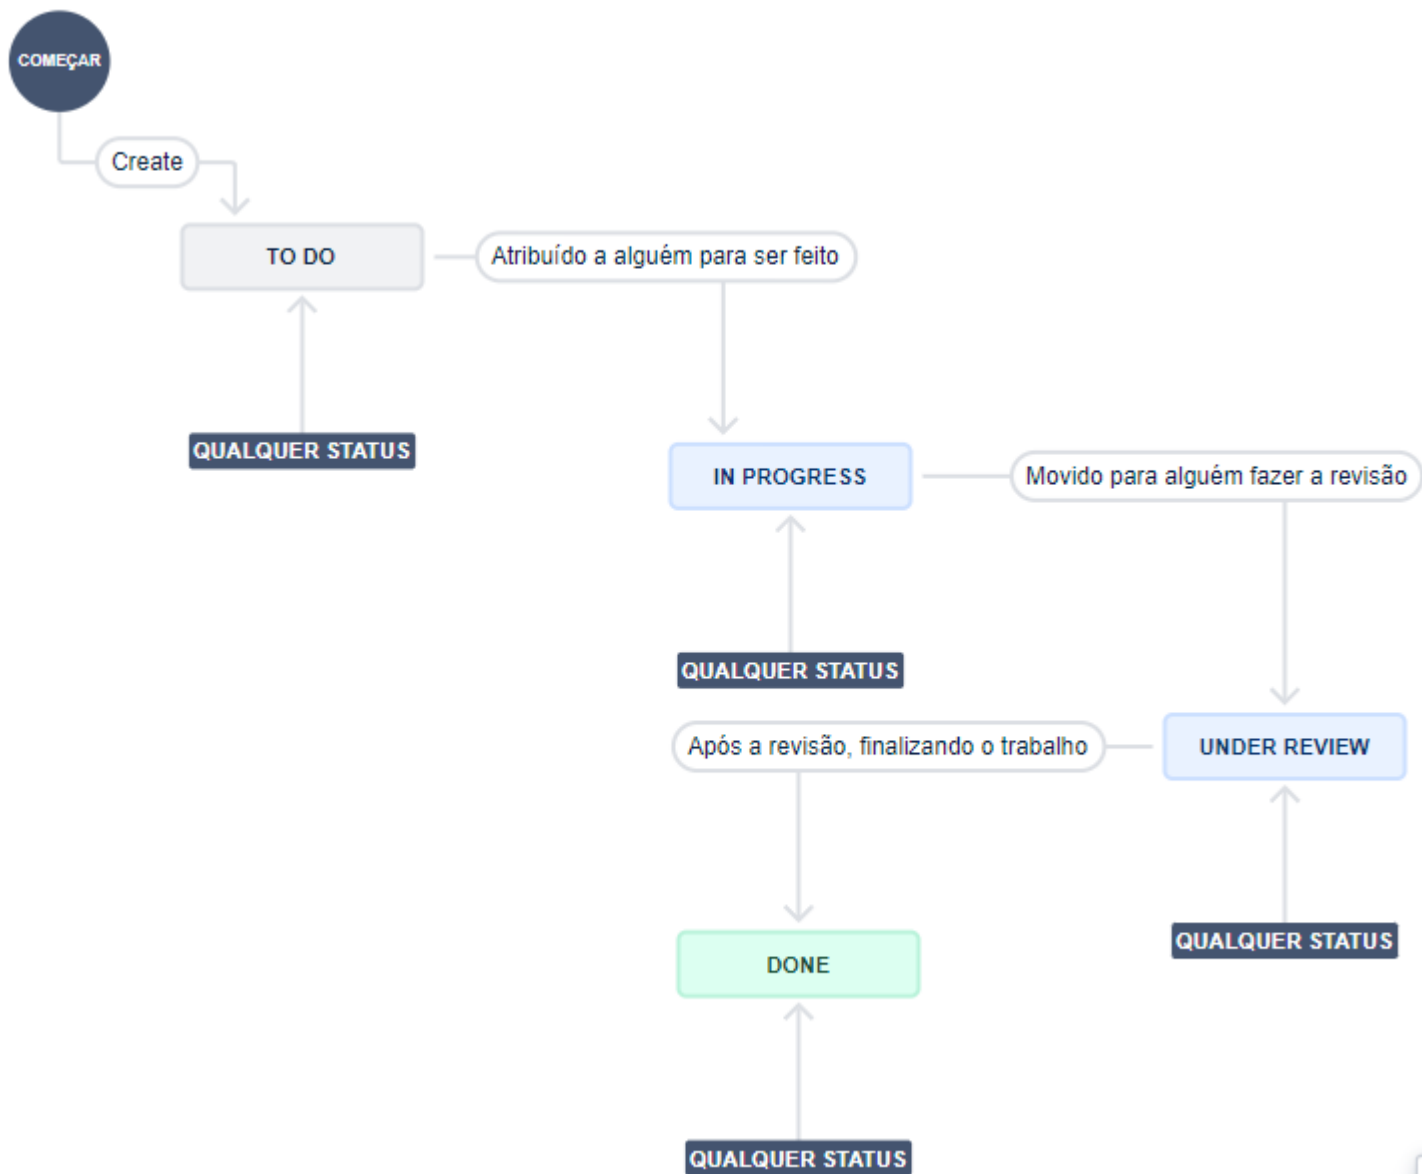 COMEÇAR
Create
TO DO
Atribuído a alguém para ser feito
QUALQUER STATUS
IN PROGRESS
Movido para alguém fazer a revisão
QUALQUER STATUS
Após a revisão, finalizando o trabalho
UNDER REVIEW
QUALQUER STATUS
DONE
QUALQUER STATUS